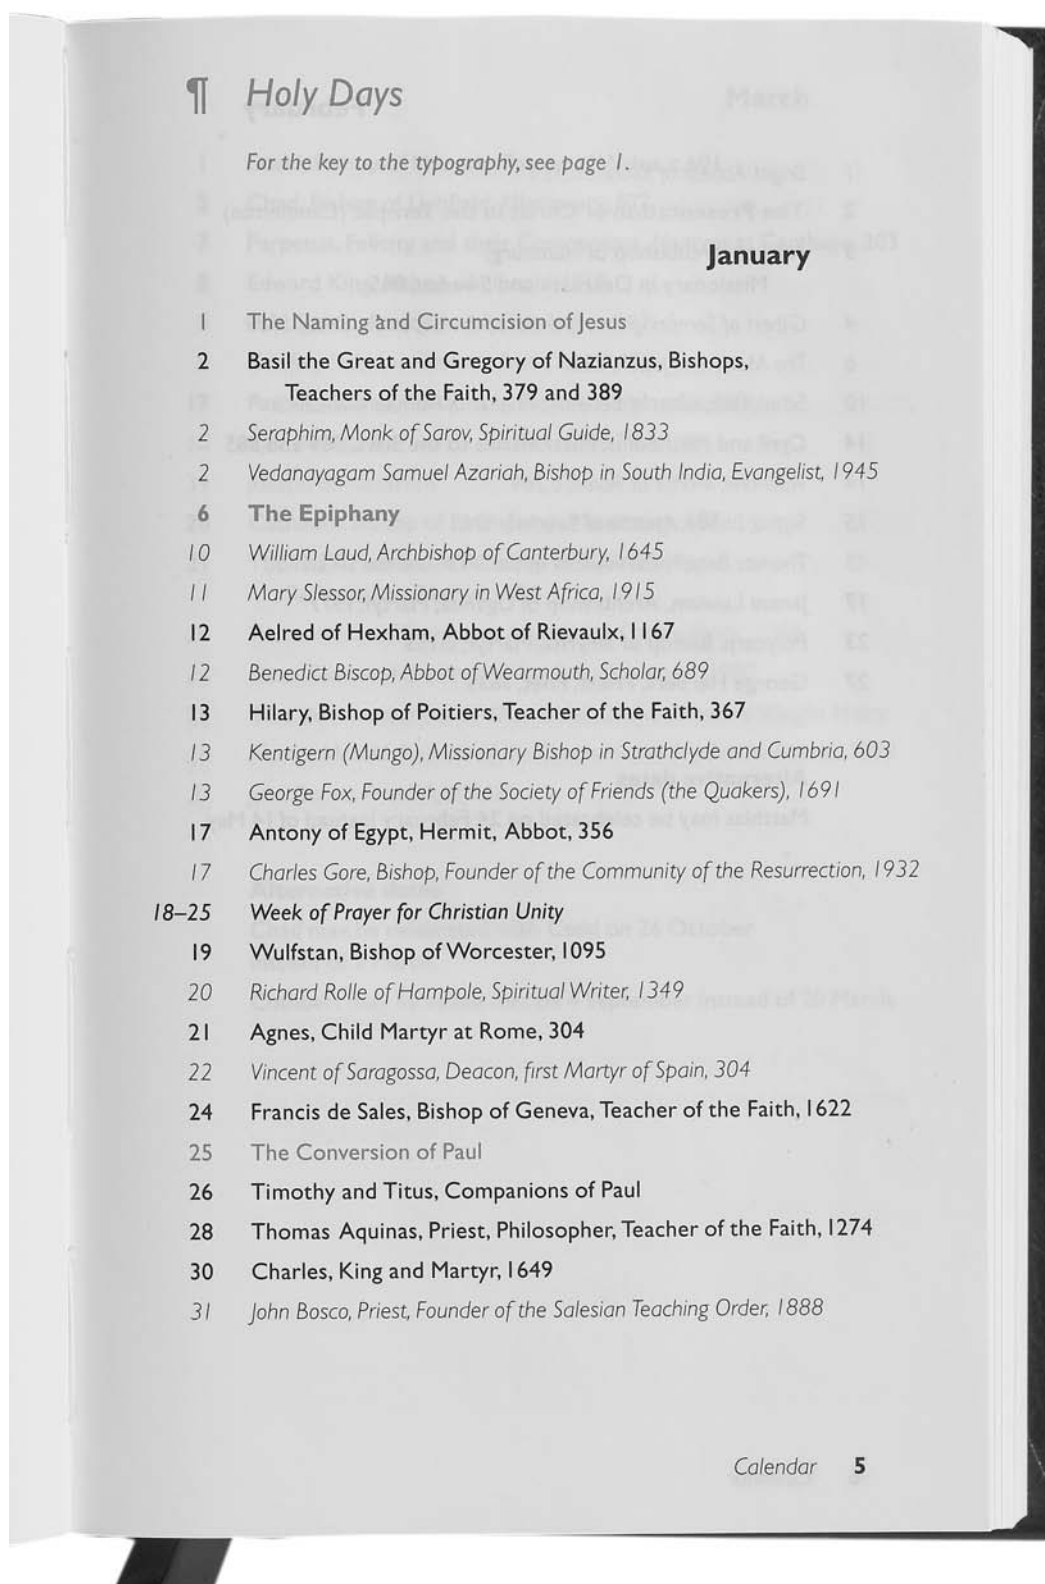 ¶ Holy Days
For the key to the typography, see page 1.
January
1 The Naming and Circumcision of Jesus
2 Basil the Great and Gregory of Nazianzus, Bishops,
Teachers of the Faith, 379 and 389
2 Seraphim, Monk of Sarov, Spiritual Guide, 1833
2 Vedanayagam Samuel Azariah, Bishop in South India, Evangelist, 1945
6 The Epiphany
10 William Laud, Archbishop of Canterbury, 1645
11 Mary Slessor, Missionary in West Africa, 1915
12 Aelred of Hexham, Abbot of Rievaulx, 1167
12 Benedict Biscop, Abbot of Wearmouth, Scholar, 689
13 Hilary, Bishop of Poitiers, Teacher of the Faith, 367
13 Kentigern (Mungo), Missionary Bishop in Strathclyde and Cumbria, 603
13 George Fox, Founder of the Society of Friends (the Quakers), 1691
17 Antony of Egypt, Hermit, Abbot, 356
17 Charles Gore, Bishop, Founder of the Community of the Resurrection, 1932
18–25 Week of Prayer for Christian Unity
19 Wulfstan, Bishop of Worcester, 1095
20 Richard Rolle of Hampole, Spiritual Writer, 1349
21 Agnes, Child Martyr at Rome, 304
22 Vincent of Saragossa, Deacon, first Martyr of Spain, 304
24 Francis de Sales, Bishop of Geneva, Teacher of the Faith, 1622
25 The Conversion of Paul
26 Timothy and Titus, Companions of Paul
28 Thomas Aquinas, Priest, Philosopher, Teacher of the Faith, 1274
30 Charles, King and Martyr, 1649
31 John Bosco, Priest, Founder of the Salesian Teaching Order, 1888
Calendar 5